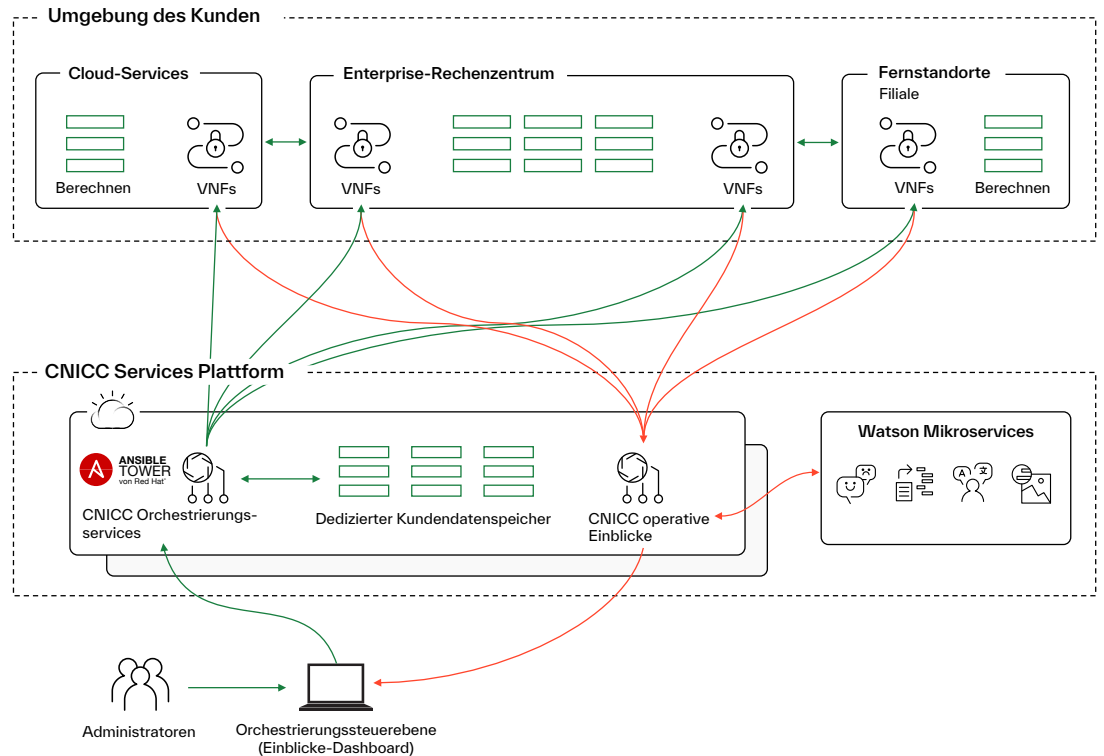 Umgebung des Kunden
Cloud-Services
Berechnen
VNFs
Enterprise-Rechenzentrum
VNFs
VNFs
Fernstandorte
Filiale
VNFs
Berechnen
CNICC Services Plattform
ANSIBLE
TOWER
von Red Hat
CNICC Orchestrierungs-
services
Dedizierter Kundendatenspeicher
CNICC operative
Einblicke
Watson Mikroservices
A 文
Administratoren
Orchestrierungssteuerebene
(Einblicke-Dashboard)